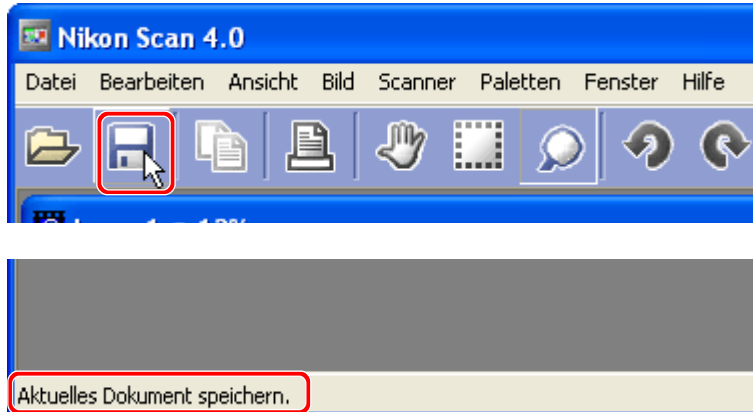 Nikon Scan 4.0
Datei Bearbeiten Ansicht Bild Scanner Paletten Fenster Hilfe
Aktuelles Dokument speichern.